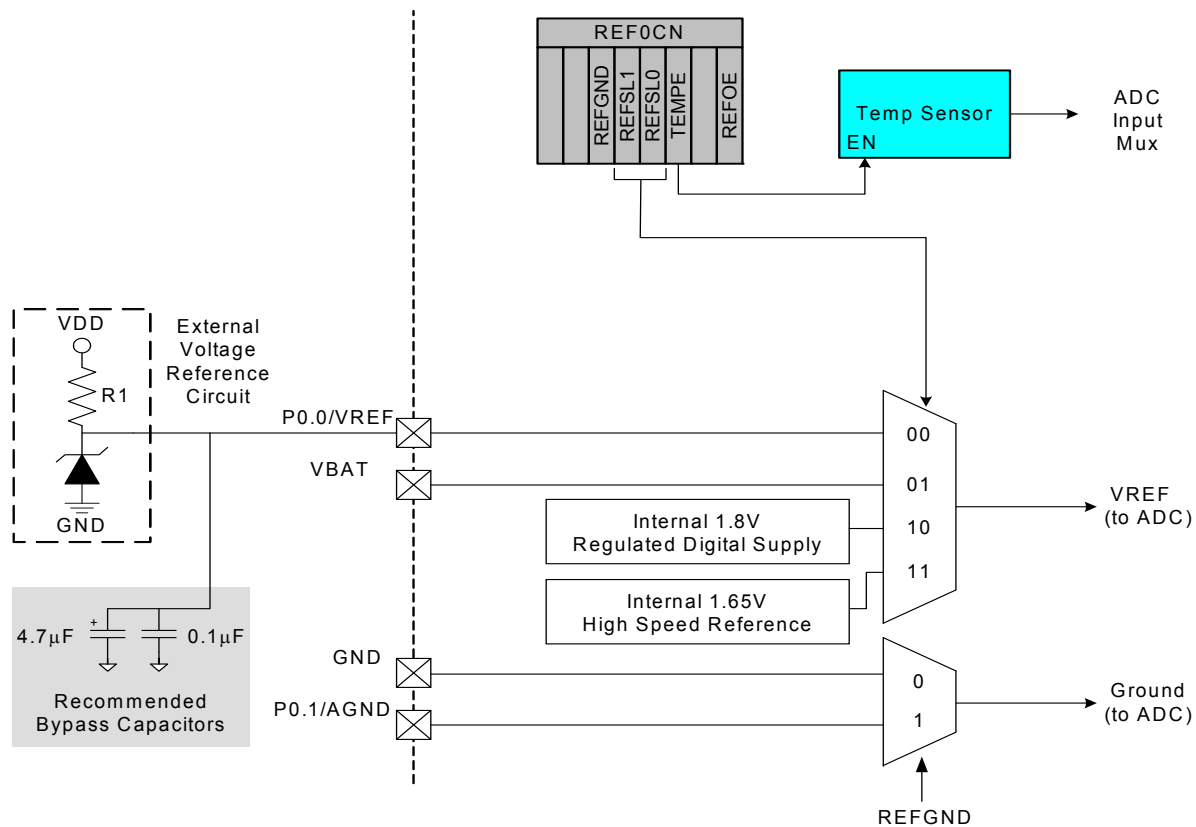 REF0CN
REFGND
REFSL1
REFSL0
TEMPE
REFOE
Temp Sensor
EN
ADC
Input
Mux
VDD
R1
GND
External
Voltage
Reference
Circuit
P0.0/VREF
VBAT
00
01
10
11
Internal 1.8V
Regulated Digital Supply
Internal 1.65V
High Speed Reference
VREF
(to ADC)
4.7µF
+
0.1µF
Recommended
Bypass Capacitors
GND
P0.1/AGND
0
1
Ground
(to ADC)
REFGND